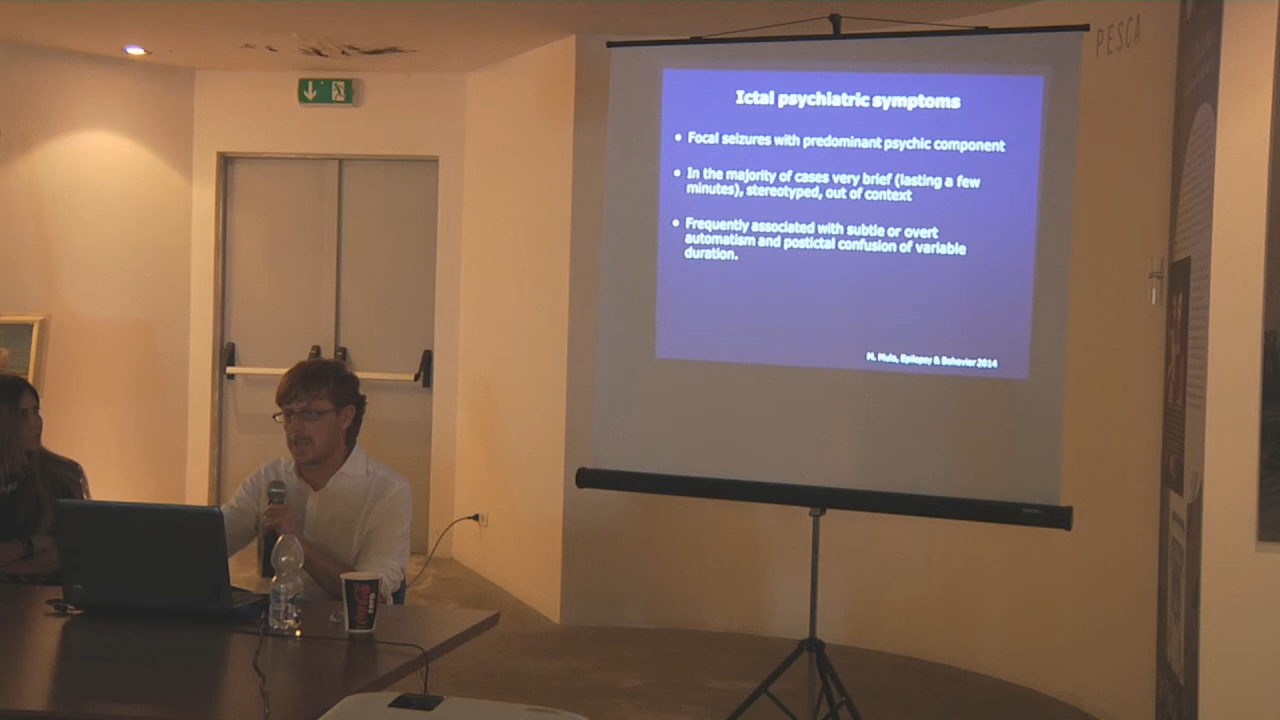 PESCA
Ictal psychiatric symptoms
• Focal seizures with predominant psychic component
• In the majority of cases very brief (lasting a few
minutes), stereotyped, out of context
• Frequently associated with subtle or overt
automatism and postictal confusion of variable
duration.
M. Mula, Epilepsy & Behavior 2014